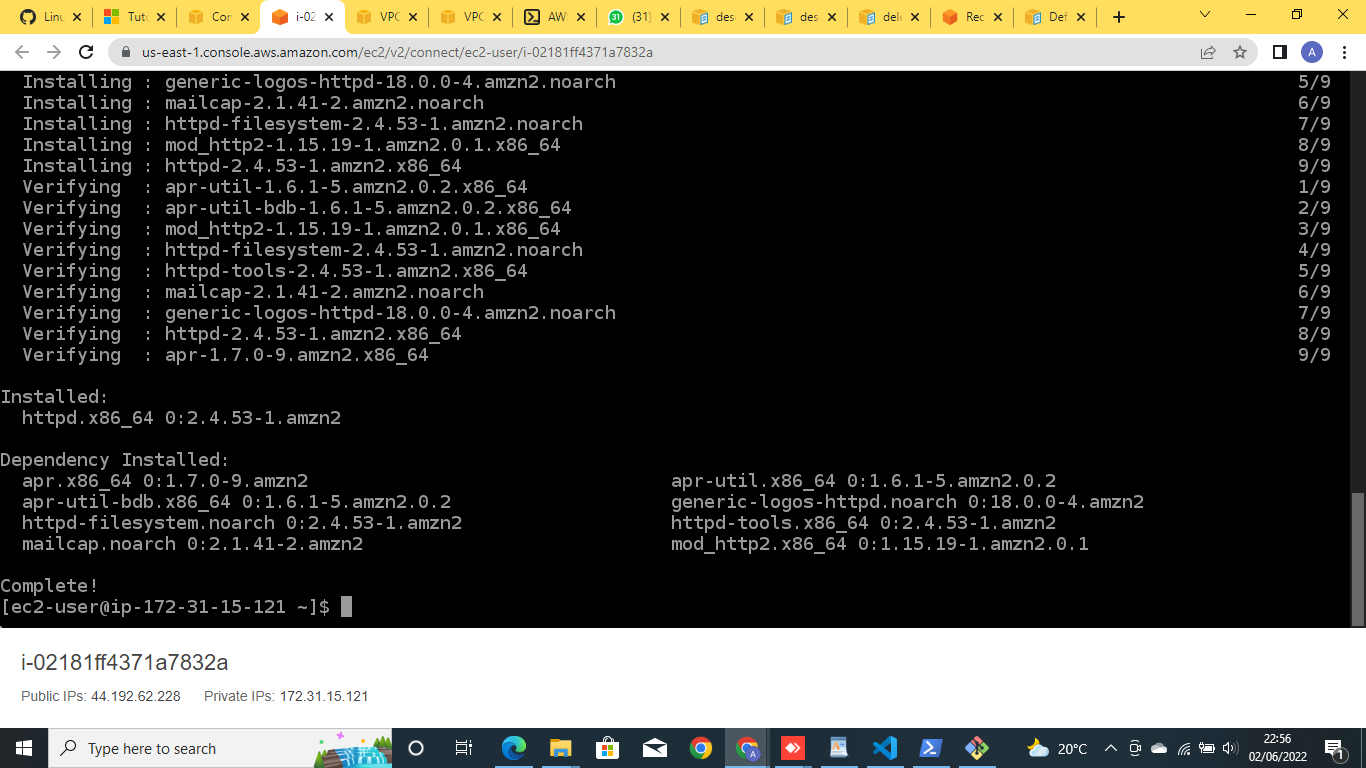 Linu
Tuto
Con
i-02
VPC
VPC
AWS
(31)
des
des
dele
Rec
Def
us-east-1.console.aws.amazon.com/ec2/v2/connect/ec2-user/i-02181ff4371a7832a
A
Installing : generic-logos-httpd-18.0.0-4.amzn2.noarch 5/9
Installing : mailcap-2.1.41-2.amzn2.noarch 6/9
Installing : httpd-filesystem-2.4.53-1.amzn2.noarch 7/9
Installing : mod_http2-1.15.19-1.amzn2.0.1.x86_64 8/9
Installing : httpd-2.4.53-1.amzn2.x86_64 9/9
Verifying : apr-util-1.6.1-5.amzn2.0.2.x86_64 1/9
Verifying : apr-util-bdb-1.6.1-5.amzn2.0.2.x86_64 2/9
Verifying : mod_http2-1.15.19-1.amzn2.0.1.x86_64 3/9
Verifying : httpd-filesystem-2.4.53-1.amzn2.noarch 4/9
Verifying : httpd-tools-2.4.53-1.amzn2.x86_64 5/9
Verifying : mailcap-2.1.41-2.amzn2.noarch 6/9
Verifying : generic-logos-httpd-18.0.0-4.amzn2.noarch 7/9
Verifying : httpd-2.4.53-1.amzn2.x86_64 8/9
Verifying : apr-1.7.0-9.amzn2.x86_64 9/9
Installed:
httpd.x86_64 0:2.4.53-1.amzn2
Dependency Installed:
apr.x86_64 0:1.7.0-9.amzn2 apr-util.x86_64 0:1.6.1-5.amzn2.0.2
apr-util-bdb.x86_64 0:1.6.1-5.amzn2.0.2 generic-logos-httpd.noarch 0:18.0.0-4.amzn2
httpd-filesystem.noarch 0:2.4.53-1.amzn2 httpd-tools.x86_64 0:2.4.53-1.amzn2
mailcap.noarch 0:2.1.41-2.amzn2 mod_http2.x86_64 0:1.15.19-1.amzn2.0.1
Complete!
[ec2-user@ip-172-31-15-121 ~]$
i-02181ff4371a7832a
Public IPs: 44.192.62.228 Private IPs: 172.31.15.121
Type here to search
20°C
22:56
02/06/2022
1